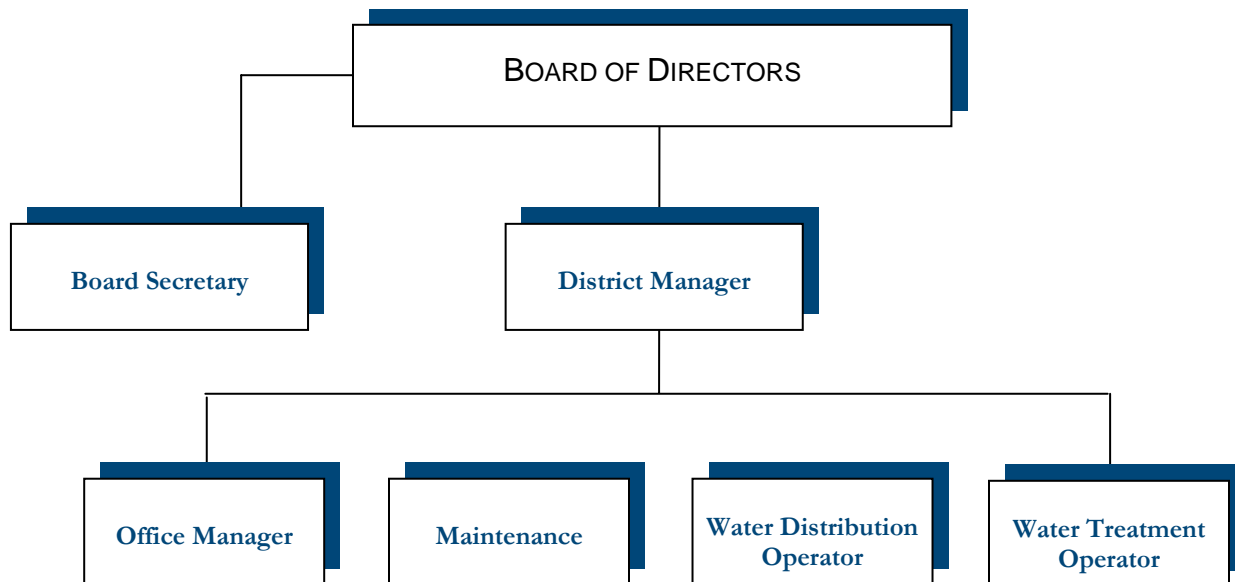 BOARD OF DIRECTORS
Board Secretary
District Manager
Office Manager
Maintenance
Water Distribution
Operator
Water Treatment
Operator